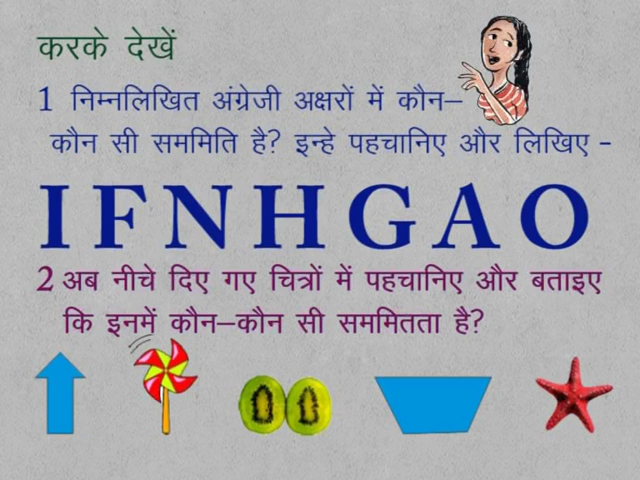 करके देखें
1 निम्नलिखित अंग्रेजी अक्षरों में कौन–
कौन सी सममिति है? इन्हे पहचानिए और लिखिए -
I F N H G A O
2 अब नीचे दिए गए चित्रों में पहचानिए और बताइए
कि इनमें कौन–कौन सी सममितता है?